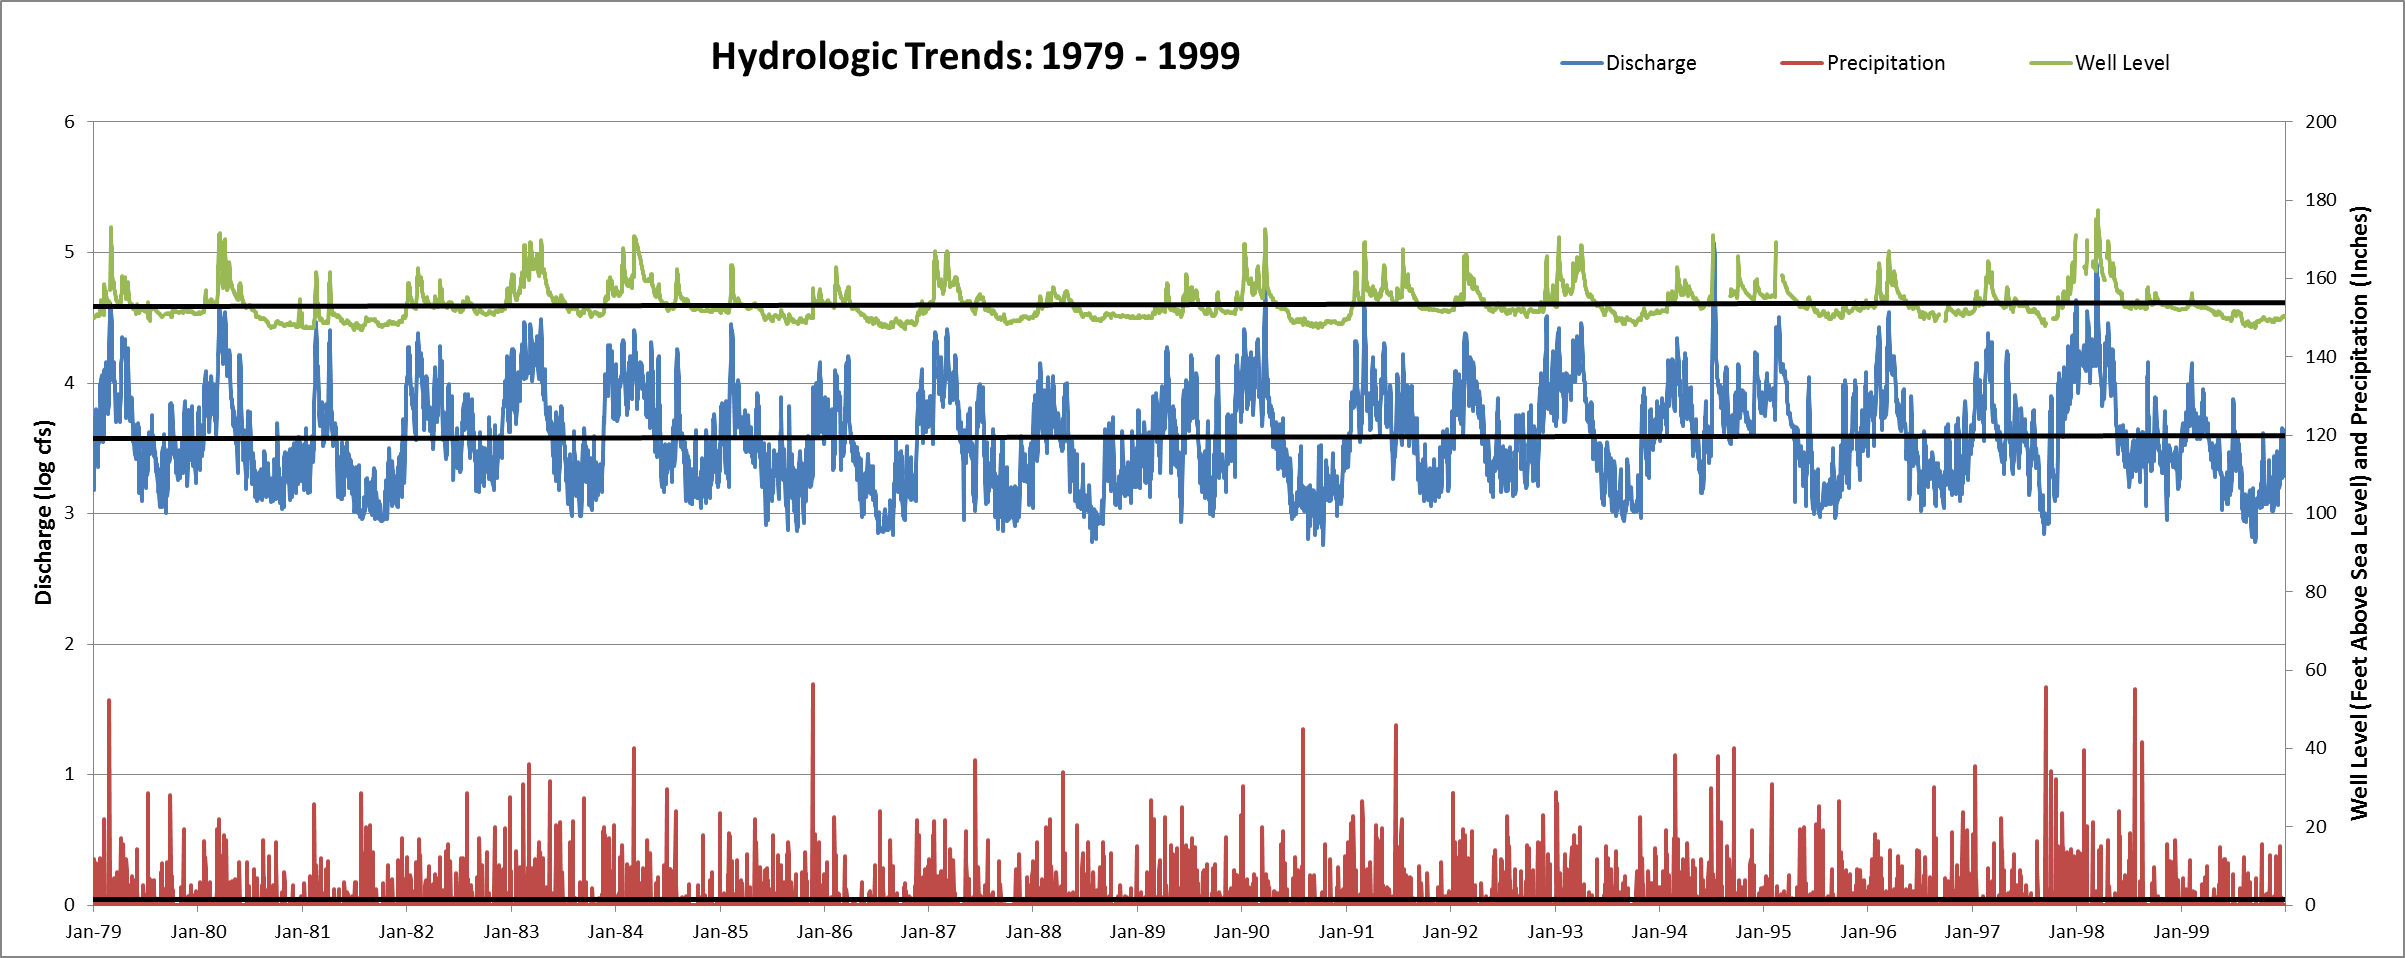 Hydrologic Trends: 1979 - 1999
Discharge
Precipitation
Well Level
Discharge (log cfs)
6
5
4
3
2
1
0
200
180
160
140
120
100
80
60
40
20
0
Well Level (Feet Above Sea Level) and Precipitation (Inches)
Jan-79
Jan-80
Jan-81
Jan-82
Jan-83
Jan-84
Jan-85
Jan-86
Jan-87
Jan-88
Jan-89
Jan-90
Jan-91
Jan-92
Jan-93
Jan-94
Jan-95
Jan-96
Jan-97
Jan-98
Jan-99